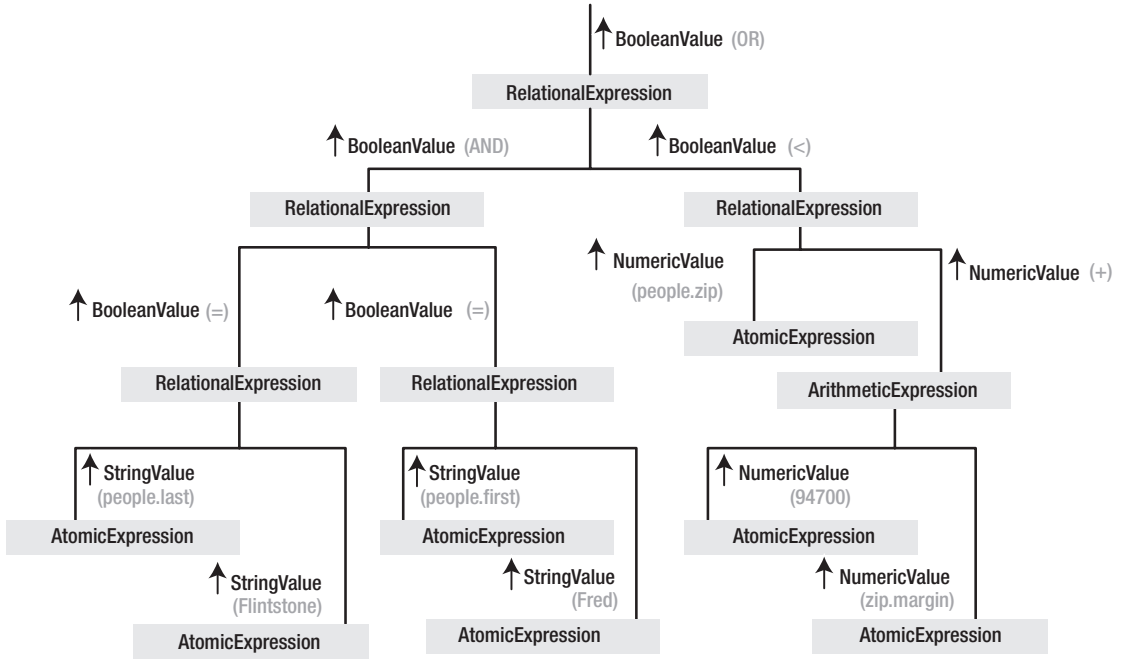 BooleanValue (OR)
RelationalExpression
BooleanValue (AND)
BooleanValue (<)
RelationalExpression
RelationalExpression
NumericValue
(people.zip)
NumericValue (+)
BooleanValue (=)
BooleanValue (=)
AtomicExpression
RelationalExpression
RelationalExpression
ArithmeticExpression
StringValue
(people.last)
StringValue
(people.first)
NumericValue
(94700)
AtomicExpression
AtomicExpression
AtomicExpression
StringValue
(Flintstone)
StringValue
(Fred)
NumericValue
(zip.margin)
AtomicExpression
AtomicExpression
AtomicExpression